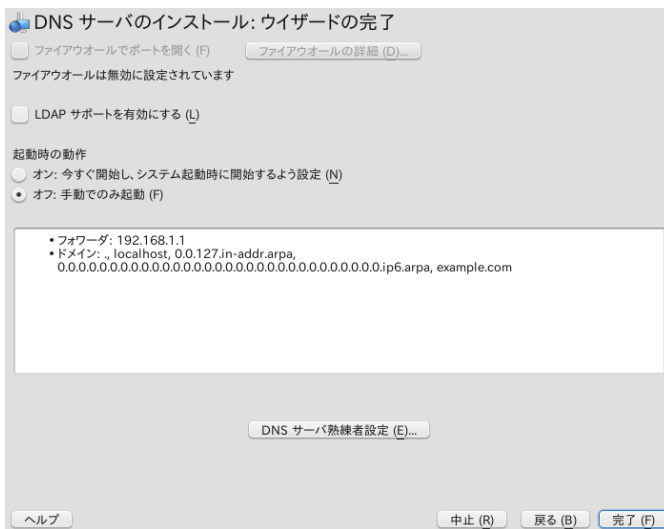 DNS サーバのインストール: ウイザードの完了
ファイアウオールでポートを開く (F)
ファイアウオールの詳細 (D)...
ファイアウオールは無効に設定されています
LDAP サポートを有効にする (L)
起動時の動作
オン: 今すぐ開始し、システム起動時に開始するよう設定 (N)
オフ: 手動でのみ起動 (F)
• フォワーダ: 192.168.1.1
• ドメイン: ., localhost, 0.0.127.in-addr.arpa,
0.0.0.0.0.0.0.0.0.0.0.0.0.0.0.0.0.0.0.0.0.0.0.0.0.0.0.0.0.0.0.0.ip6.arpa, example.com
DNS サーバ熟練者設定 (E)...
ヘルプ
中止 (R)
戻る (B)
完了 (F)